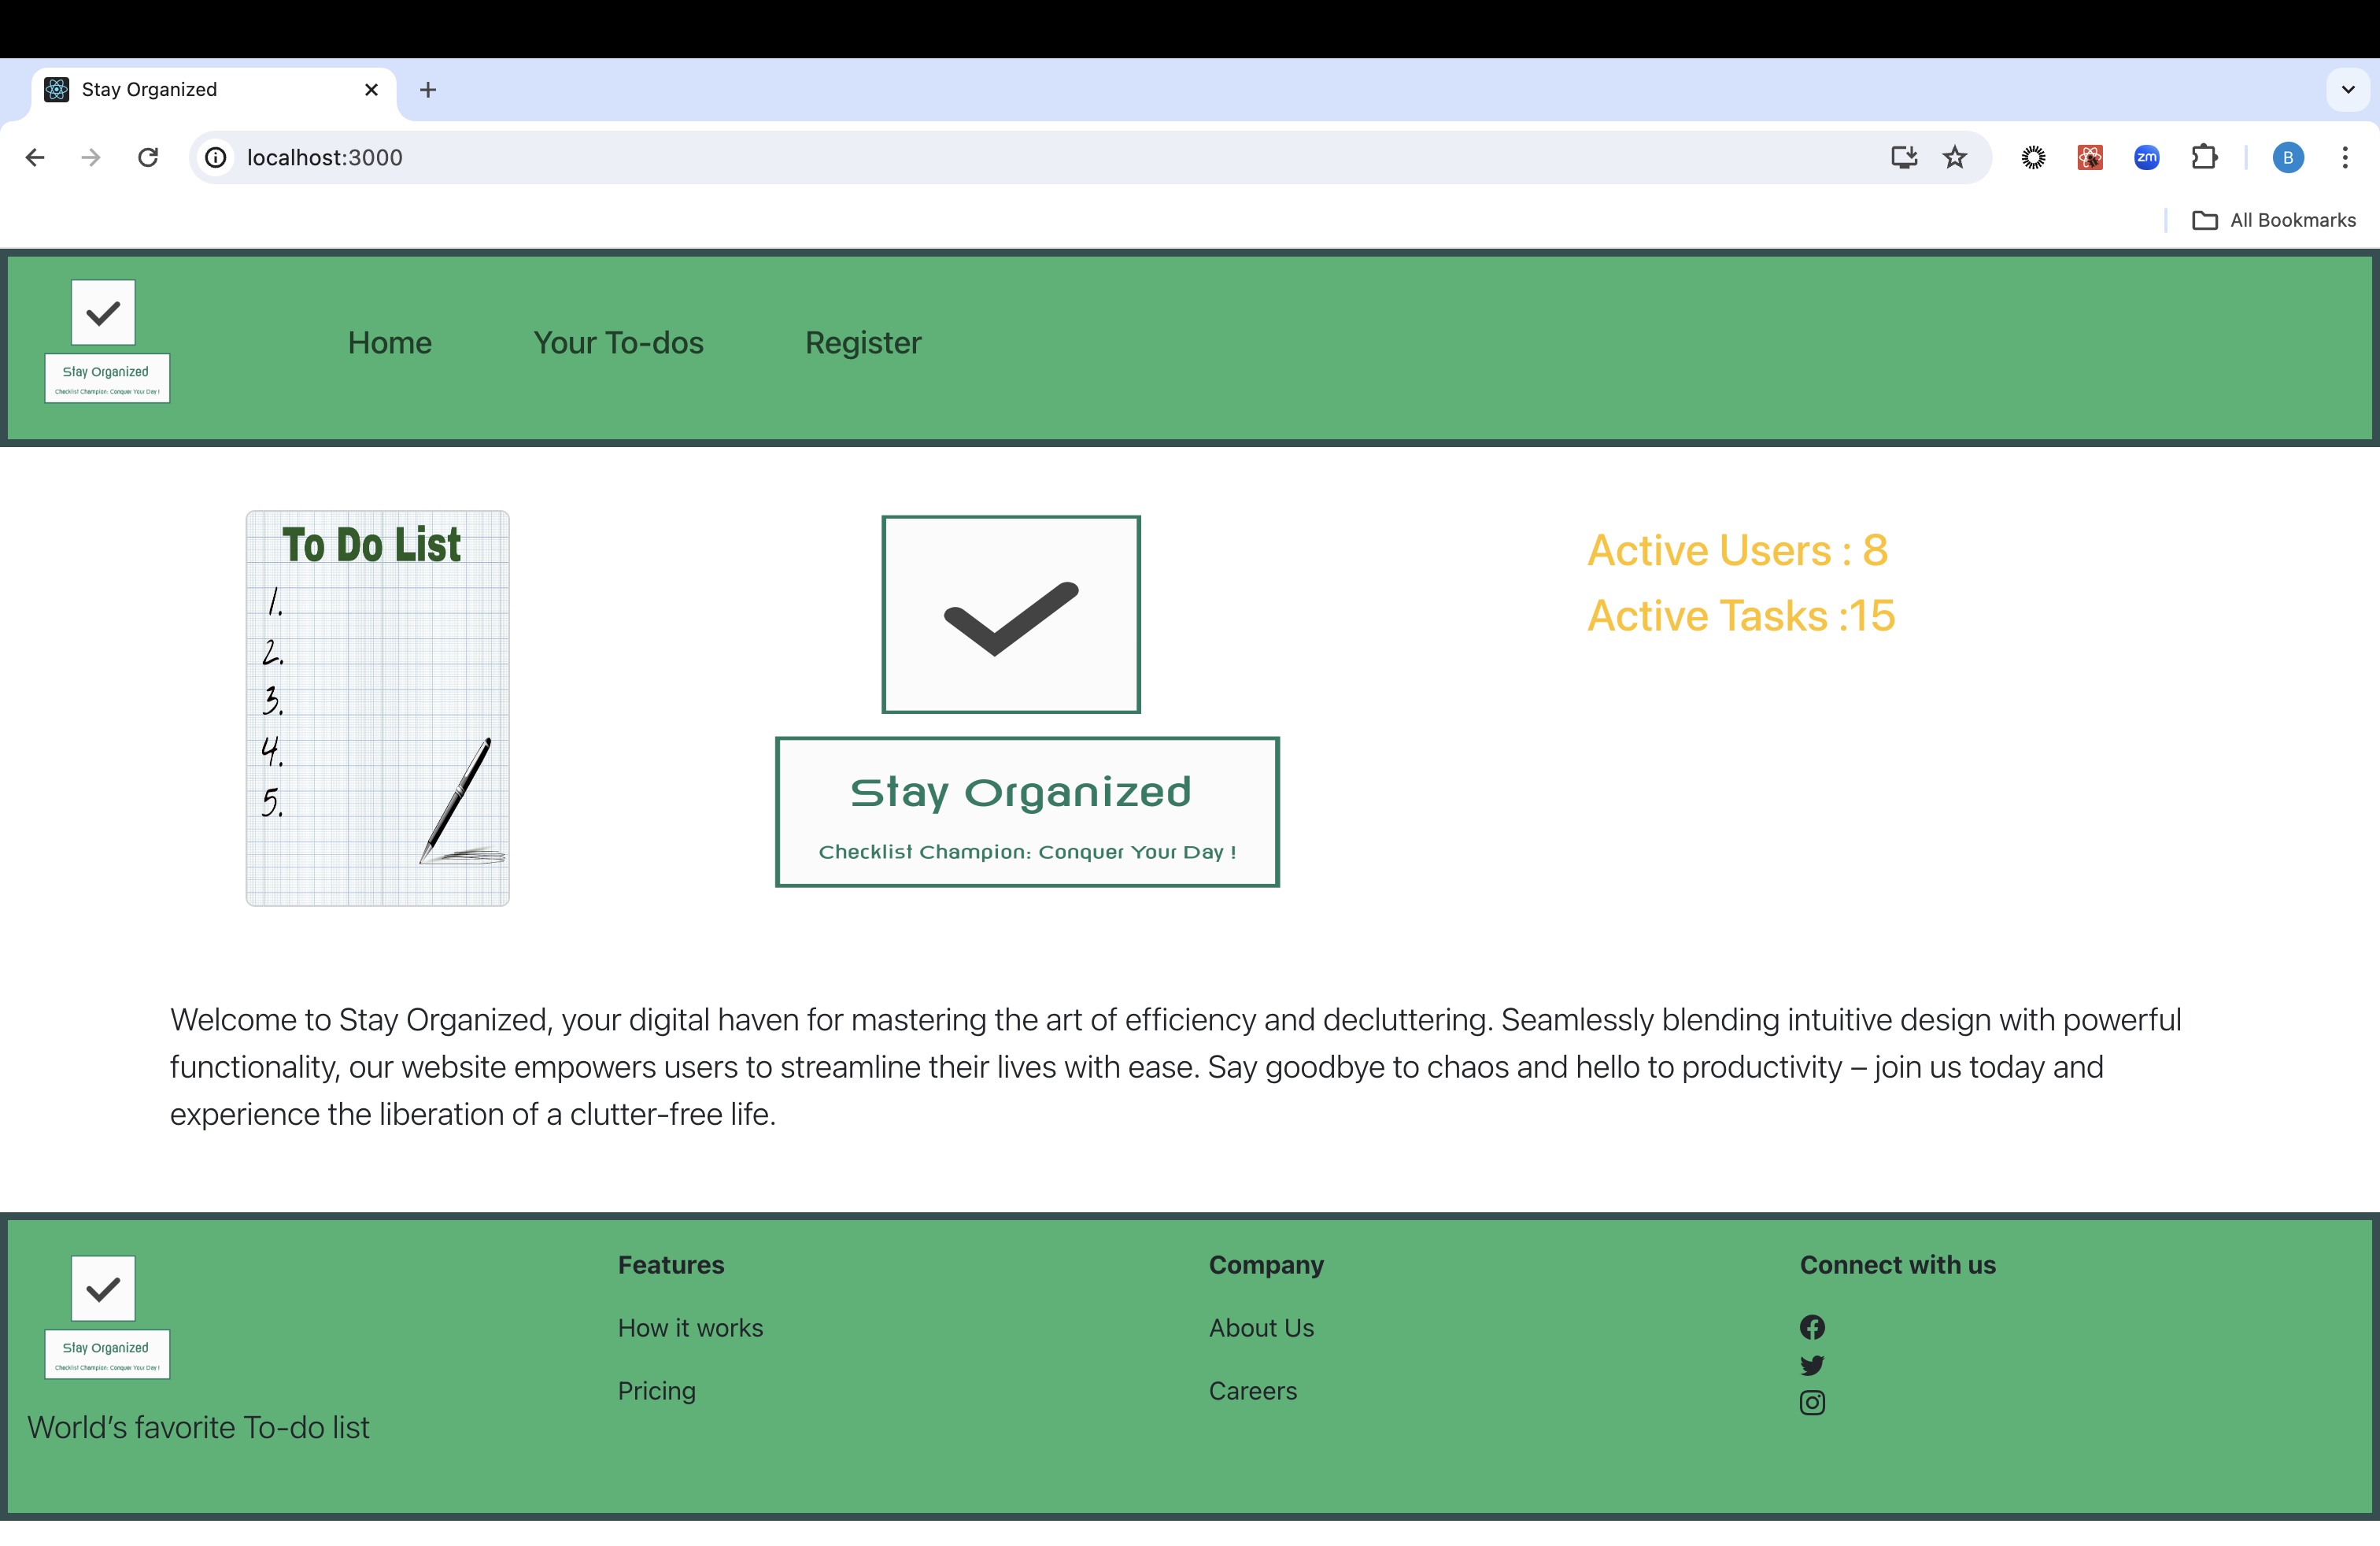 Stay Organized
localhost:3000
zm
B
All Bookmarks
Stay Organized
Checklist Champion: Conquer Your Day !
Home
Your To-dos
Register
To Do List
1.
2.
3.
4.
5.
Stay Organized
Checklist Champion: Conquer Your Day !
Active Users : 8
Active Tasks :15
Welcome to Stay Organized, your digital haven for mastering the art of efficiency and decluttering. Seamlessly blending intuitive design with powerful
functionality, our website empowers users to streamline their lives with ease. Say goodbye to chaos and hello to productivity – join us today and
experience the liberation of a clutter-free life.
Stay Organized
Checklist Champion: Conquer Your Day !
World's favorite To-do list
Features
How it works
Pricing
Company
About Us
Careers
Connect with us